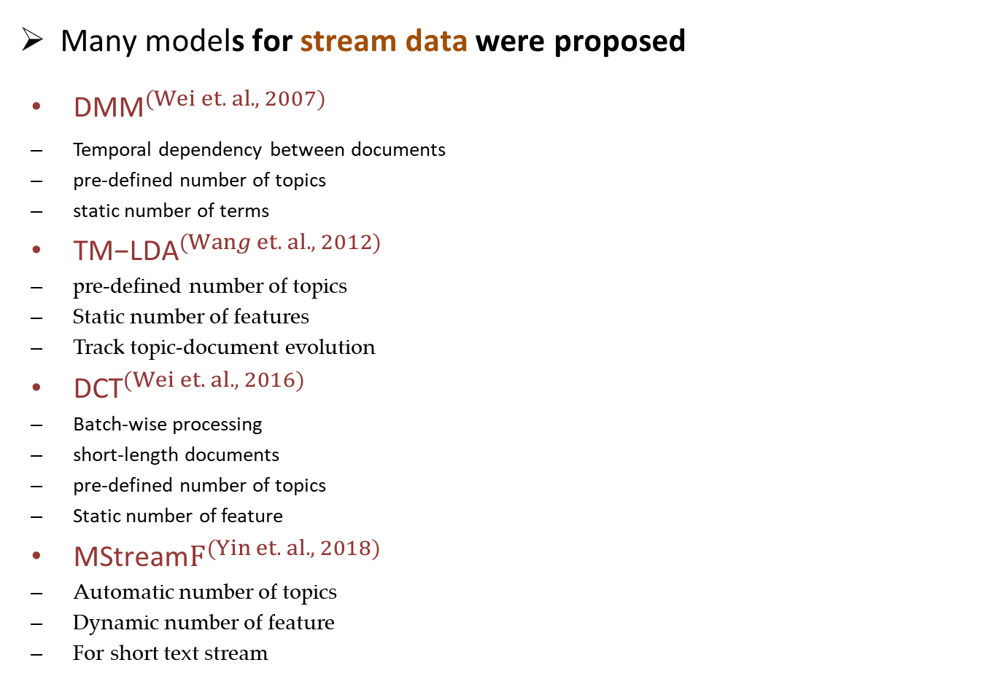 ➢ Many models for stream data were proposed
• DMM(Wei et. al., 2007)
– Temporal dependency between documents
– pre-defined number of topics
– static number of terms
• TM−LDA(Wang et. al., 2012)
– pre-defined number of topics
– Static number of features
– Track topic-document evolution
• DCT(Wei et. al., 2016)
– Batch-wise processing
– short-length documents
– pre-defined number of topics
– Static number of feature
• MStreamF(Yin et. al., 2018)
– Automatic number of topics
– Dynamic number of feature
– For short text stream